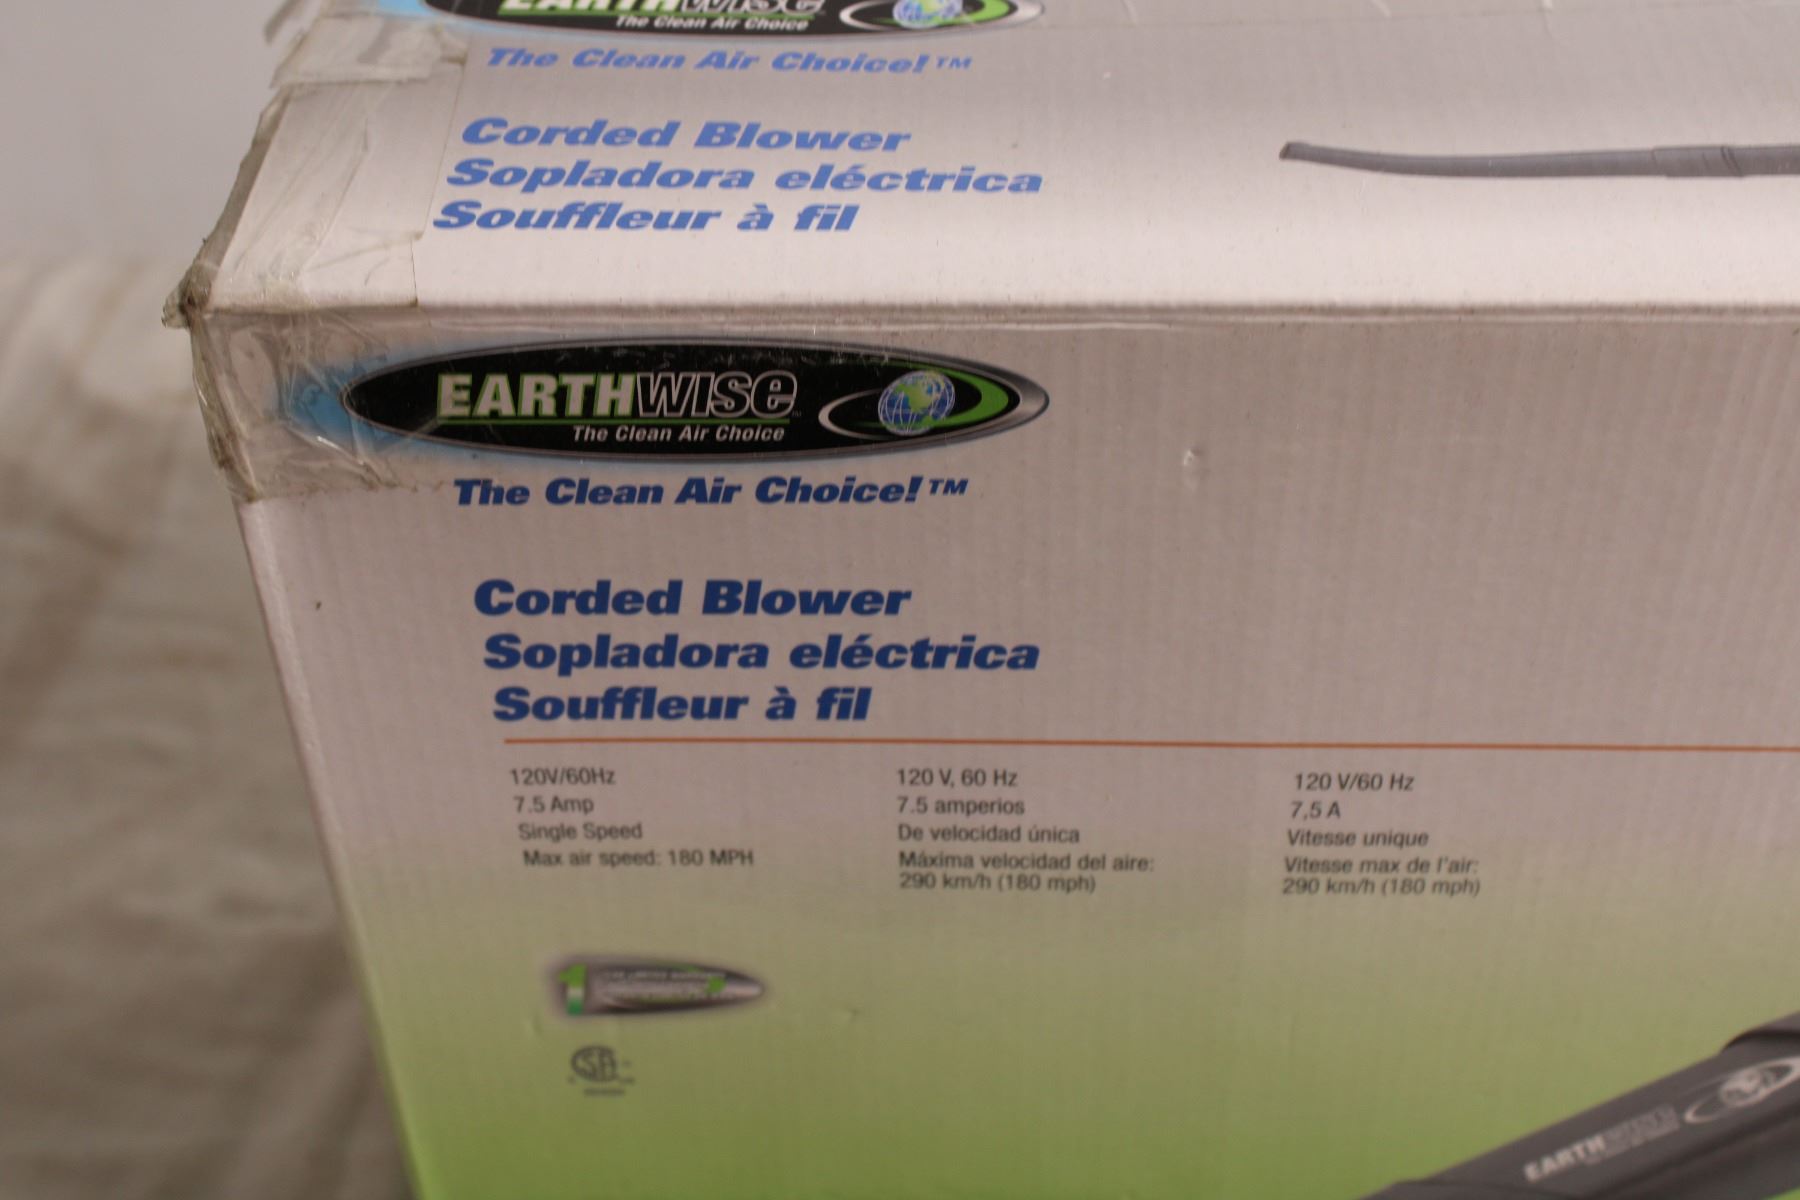 EARTHWISE
The Clean Air Choice
The Clean Air Choice!™
Corded Blower
Sopladora eléctrica
Souffleur à fil
EARTHWISE™
The Clean Air Choice
The Clean Air Choice!™
Corded Blower
Sopladora eléctrica
Souffleur à fil
120V/60Hz
7.5 Amp
Single Speed
Max air speed: 180 MPH
120 V, 60 Hz
7.5 amperios
De velocidad única
Máxima velocidad del aire:
290 km/h (180 mph)
120 V/60 Hz
7,5 A
Vitesse unique
Vitesse max de l'air:
290 km/h (180 mph)
1
CSA
EARTHWISE